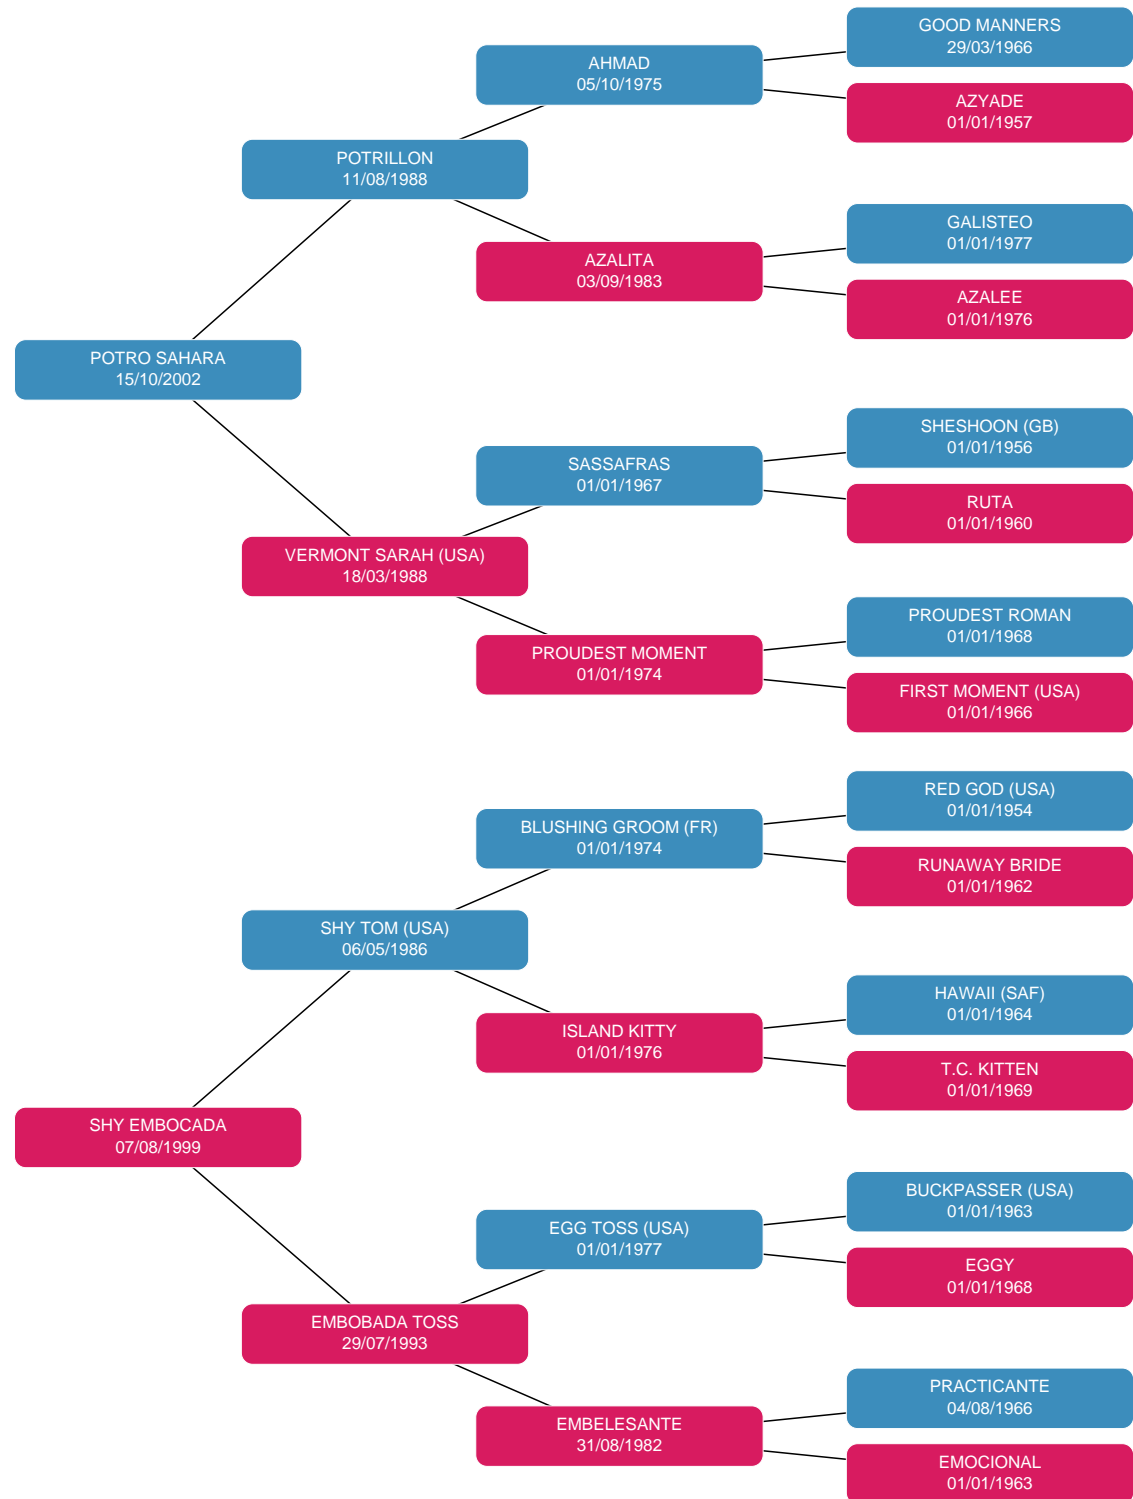 GOOD MANNERS
29/03/1966
AHMAD
05/10/1975
AZYADE
01/01/1957
POTRILLON
11/08/1988
GALISTEO
01/01/1977
AZALITA
03/09/1983
AZALEE
01/01/1976
POTRO SAHARA
15/10/2002
SHESHOON (GB)
01/01/1956
SASSAFRAS
01/01/1967
RUTA
01/01/1960
VERMONT SARAH (USA)
18/03/1988
PROUDEST ROMAN
01/01/1968
PROUDEST MOMENT
01/01/1974
FIRST MOMENT (USA)
01/01/1966
RED GOD (USA)
01/01/1954
BLUSHING GROOM (FR)
01/01/1974
RUNAWAY BRIDE
01/01/1962
SHY TOM (USA)
06/05/1986
HAWAII (SAF)
01/01/1964
ISLAND KITTY
01/01/1976
T.C. KITTEN
01/01/1969
SHY EMBOCADA
07/08/1999
BUCKPASSER (USA)
01/01/1963
EGG TOSS (USA)
01/01/1977
EGGY
01/01/1968
EMBOBADA TOSS
29/07/1993
PRACTICANTE
04/08/1966
EMBELESANTE
31/08/1982
EMOCIONAL
01/01/1963